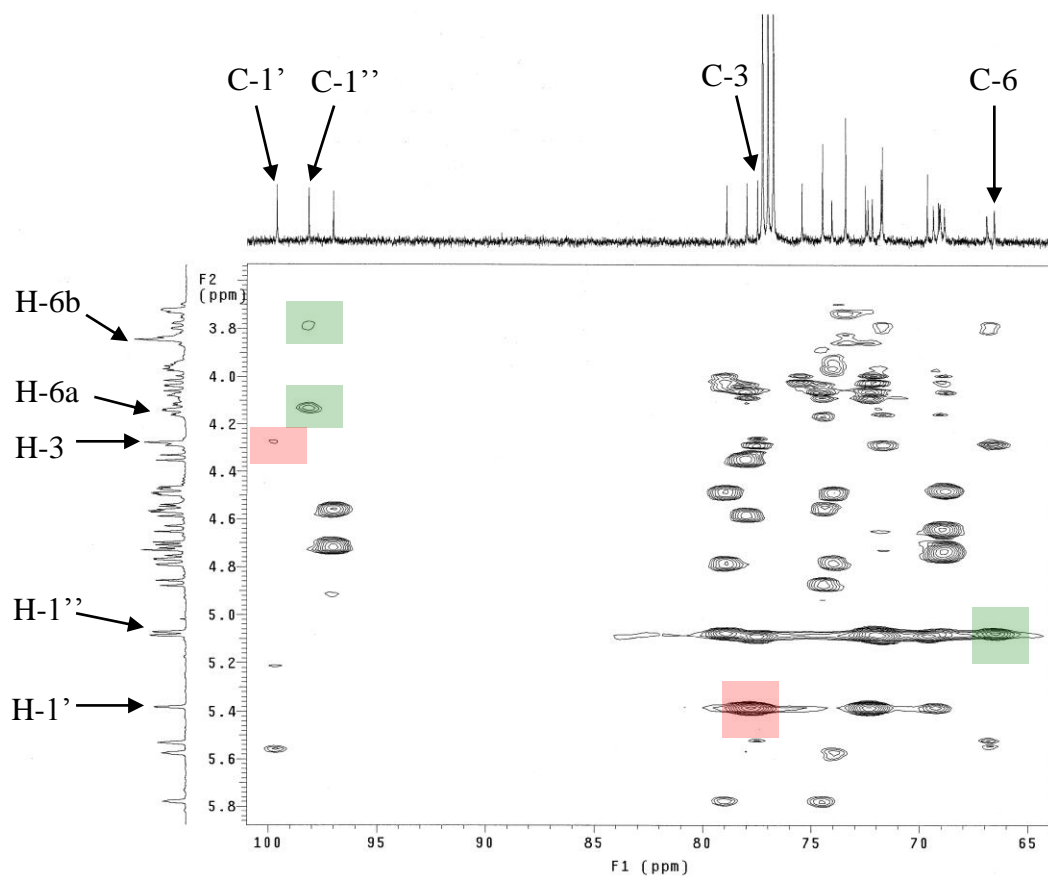 C-1’ C-1’’ C-3 C-6
F2
(ppm)
H-6b
3.8
4.0
H-6a
4.2
H-3
4.4
4.6
4.8
5.0
H-1’’
5.2
H-1’
5.4
5.6
5.8
100 95 90 85 80 75 70 65
F1 (ppm)